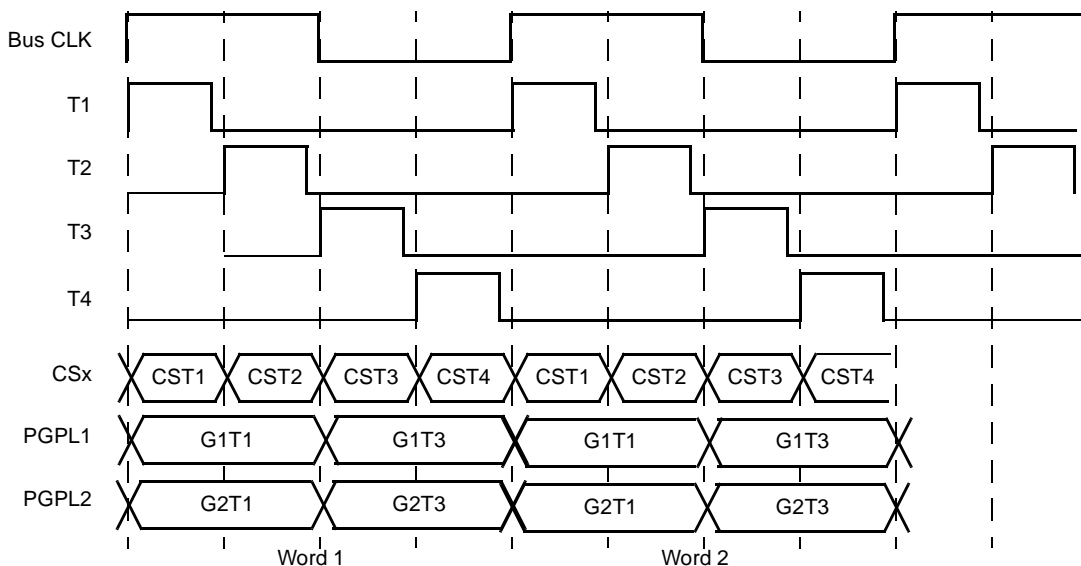 Bus CLK
T1
T2
T3
T4
CSx CST1 CST2 CST3 CST4 CST1 CST2 CST3 CST4
PGPL1 G1T1 G1T3 G1T1 G1T3
PGPL2 G2T1 G2T3 G2T1 G2T3
Word 1 Word 2